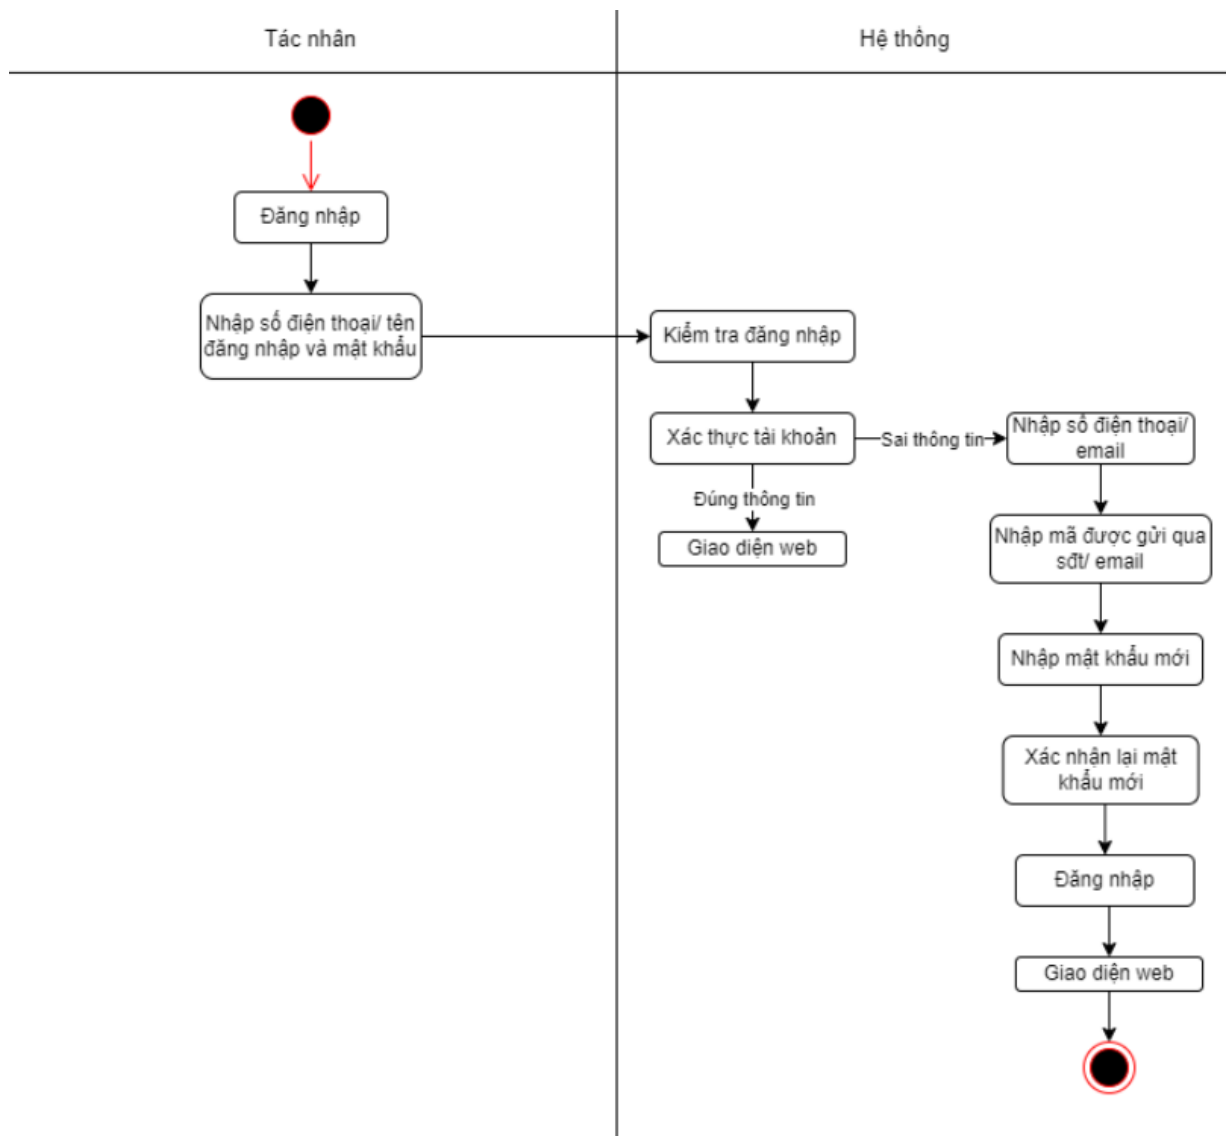 Tác nhân
Hệ thống
Đăng nhập
Nhập số điện thoại/ tên
đăng nhập và mật khẩu
Kiểm tra đăng nhập
Xác thực tài khoản
Sai thông tin
Nhập số điện thoại/
email
Đúng thông tin
Giao diện web
Nhập mã được gửi qua
sđt/ email
Nhập mật khẩu mới
Xác nhận lại mật
khẩu mới
Đăng nhập
Giao diện web